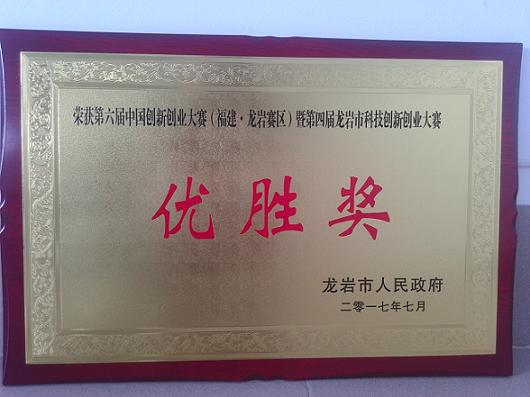 荣获第六届中国创新创业大赛（福建·龙岩赛区）暨第四届龙岩市科技创新创业大赛
优胜奖
龙岩市人民政府
二零一七年七月